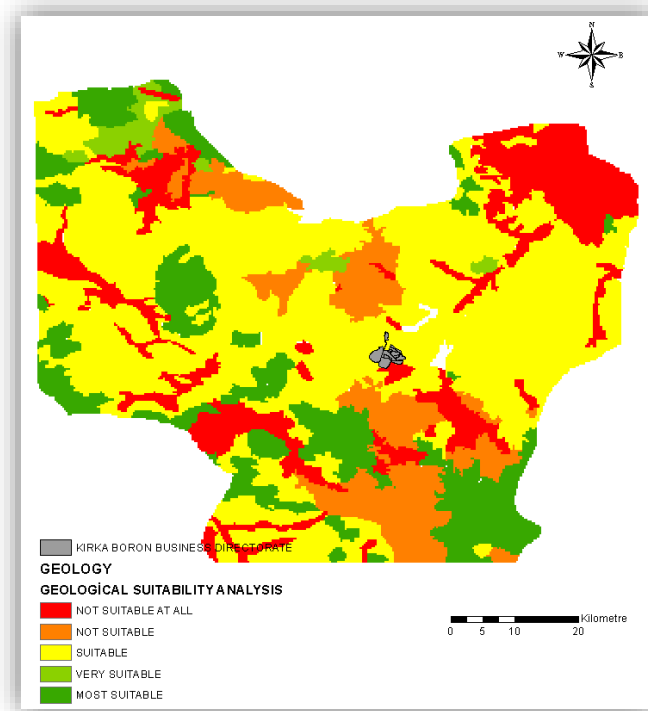 N
W E
S
KIRKA BORON BUSINESS DIRECTORATE
GEOLOGY
GEOLOGİCAL SUITABILITY ANALYSIS
NOT SUITABLE AT ALL
NOT SUITABLE
SUITABLE
VERY SUITABLE
MOST SUITABLE
Kilometre
0 5 10 20